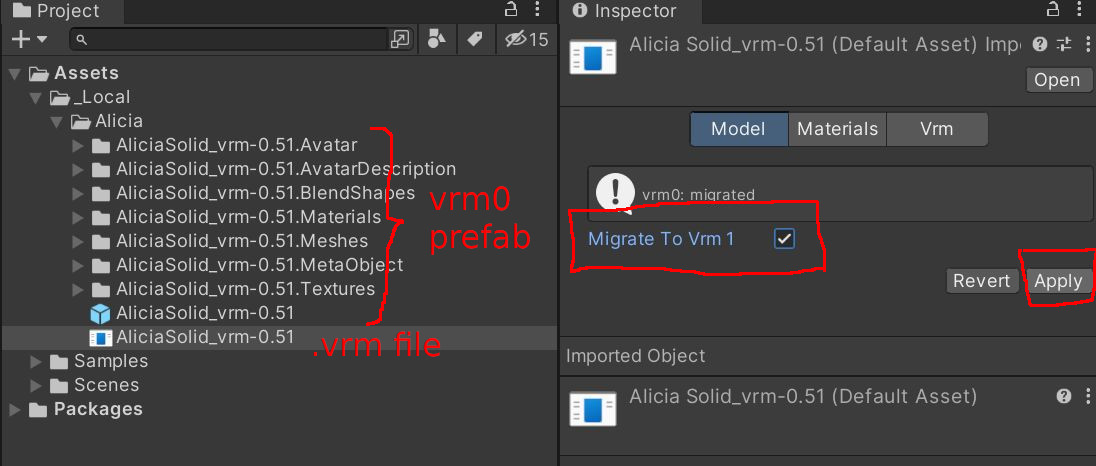 Project
15
Assets
_Local
Alicia
AliciaSolid_vrm-0.51.Avatar
AliciaSolid_vrm-0.51.AvatarDescription
AliciaSolid_vrm-0.51.BlendShapes
AliciaSolid_vrm-0.51.Materials
AliciaSolid_vrm-0.51.Meshes
AliciaSolid_vrm-0.51.MetaObject
AliciaSolid_vrm-0.51.Textures
AliciaSolid_vrm-0.51
AliciaSolid_vrm-0.51
Samples
Scenes
Packages
vrm0
prefab
.vrm file
Inspector
Alicia Solid_vrm-0.51 (Default Asset) Impo
Open
Model Materials Vrm
vrm0: migrated
Migrate To Vrm 1
Revert Apply
Imported Object
Alicia Solid_vrm-0.51 (Default Asset)